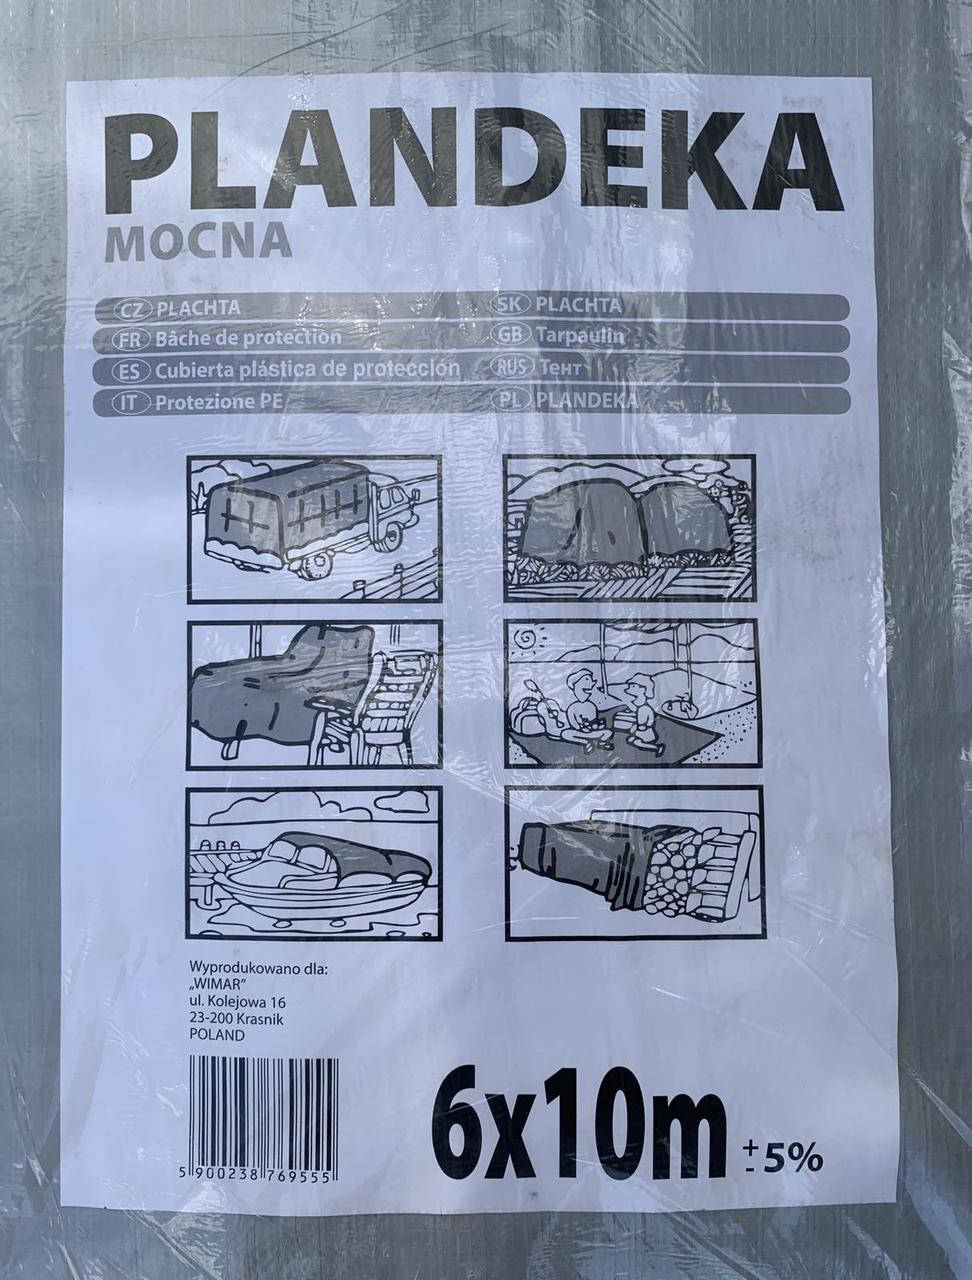 PLANDEKA
MOCNA
CZ PLACHTA SK PLACHTA
FR Bâche de protection GB Tarpaulin
ES Cubierta plástica de protección RUS Тент
IT Protezione PE PL PLANDEKA
Wyprodukowano dla:
„WIMAR”
ul. Kolejowa 16
23-200 Krasnik
POLAND
6x10m +- 5%
5 900238 769555